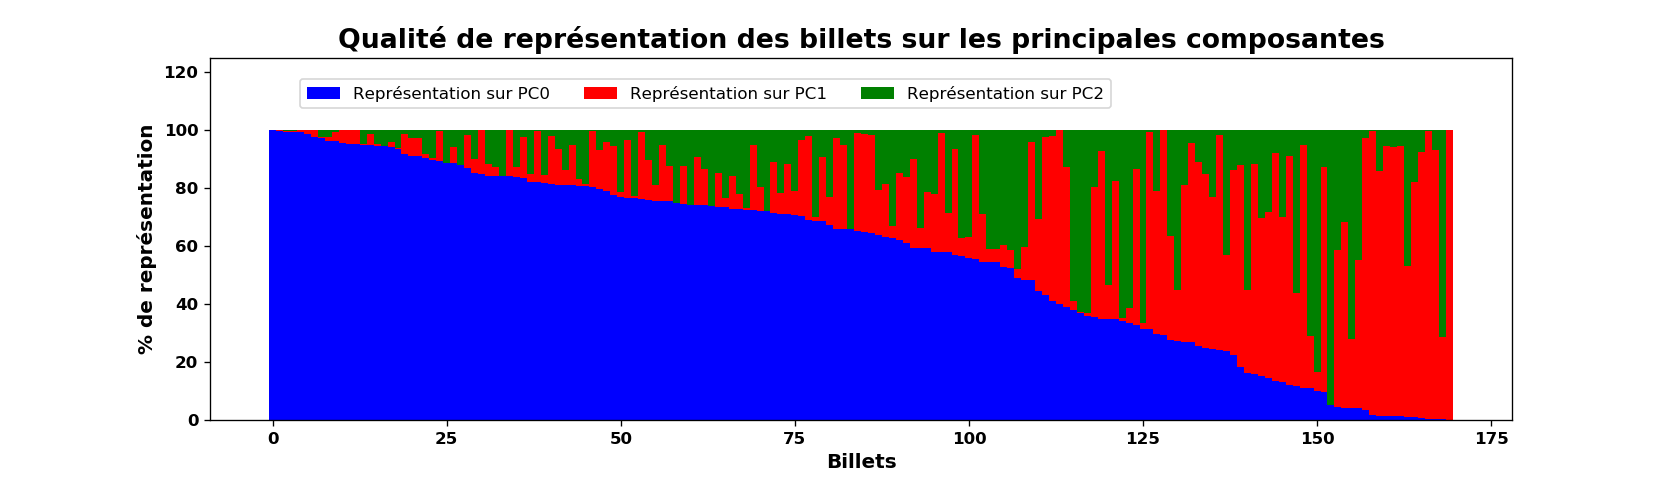 Qualité de représentation des billets sur les principales composantes
Représentation sur PC0 Représentation sur PC1 Représentation sur PC2
% de représentation
120
100
80
60
40
20
0
0 25 50 75 100 125 150 175
Billets